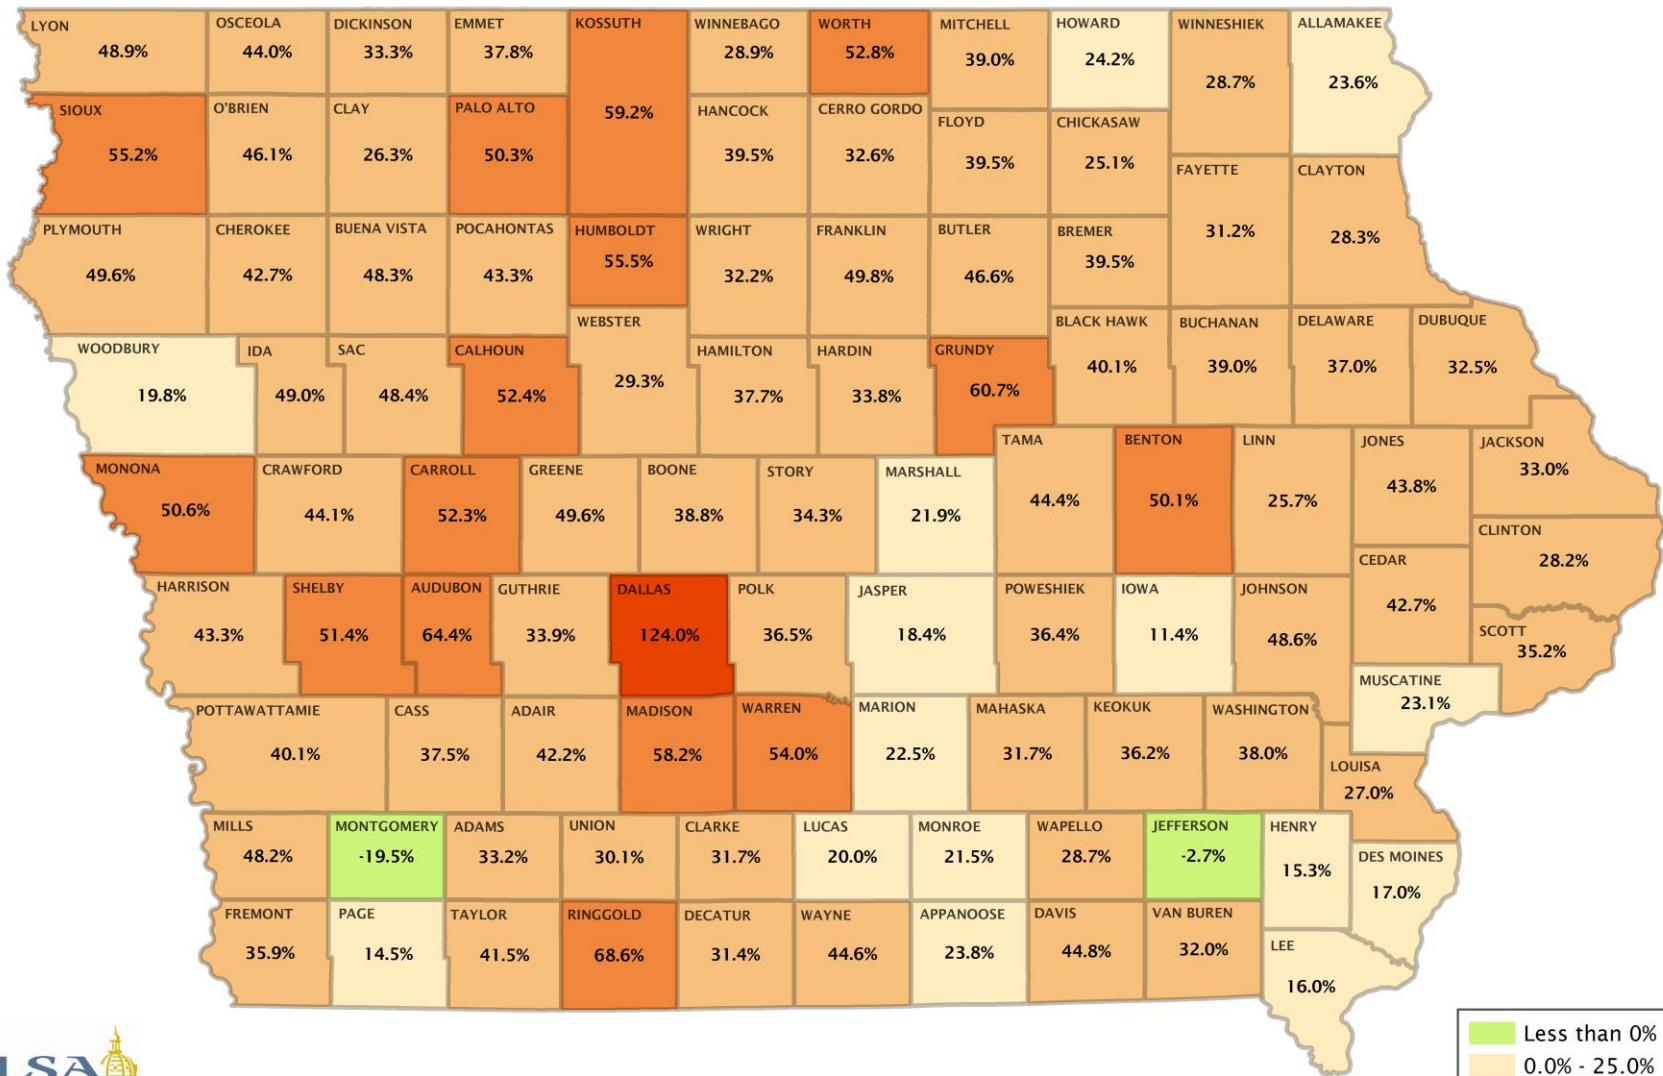 LYON
48.9%
OSCEOLA
44.0%
DICKINSON
33.3%
EMMET
37.8%
KOSSUTH
59.2%
WINNEBAGO
28.9%
WORTH
52.8%
MITCHELL
39.0%
HOWARD
24.2%
WINNESHIEK
28.7%
ALLAMAKEE
23.6%
SIOUX
55.2%
O'BRIEN
46.1%
CLAY
26.3%
PALO ALTO
50.3%
HANCOCK
39.5%
CERRO GORDO
32.6%
FLOYD
39.5%
CHICKASAW
25.1%
FAYETTE
31.2%
CLAYTON
28.3%
PLYMOUTH
49.6%
CHEROKEE
42.7%
BUENA VISTA
48.3%
POCAHONTAS
43.3%
HUMBOLDT
55.5%
WRIGHT
32.2%
FRANKLIN
49.8%
BUTLER
46.6%
BREMER
39.5%
WOODBURY
19.8%
IDA
49.0%
SAC
48.4%
CALHOUN
52.4%
WEBSTER
29.3%
HAMILTON
37.7%
HARDIN
33.8%
GRUNDY
60.7%
BLACK HAWK
40.1%
BUCHANAN
39.0%
DELAWARE
37.0%
DUBUQUE
32.5%
MONONA
50.6%
CRAWFORD
44.1%
CARROLL
52.3%
GREENE
49.6%
BOONE
38.8%
STORY
34.3%
MARSHALL
21.9%
TAMA
44.4%
BENTON
50.1%
LINN
25.7%
JONES
43.8%
JACKSON
33.0%
CLINTON
28.2%
CEDAR
42.7%
HARRISON
43.3%
SHELBY
51.4%
AUDUBON
64.4%
GUTHRIE
33.9%
DALLAS
124.0%
POLK
36.5%
JASPER
18.4%
POWESHIEK
36.4%
IOWA
11.4%
JOHNSON
48.6%
SCOTT
35.2%
MUSCATINE
23.1%
POTTAWATTAMIE
40.1%
CASS
37.5%
ADAIR
42.2%
MADISON
58.2%
WARREN
54.0%
MARION
22.5%
MAHASKA
31.7%
KEOKUK
36.2%
WASHINGTON
38.0%
LOUISA
27.0%
MILLS
48.2%
MONTGOMERY
-19.5%
ADAMS
33.2%
UNION
30.1%
CLARKE
31.7%
LUCAS
20.0%
MONROE
21.5%
WAPELLO
28.7%
JEFFERSON
-2.7%
HENRY
15.3%
DES MOINES
17.0%
FREMONT
35.9%
PAGE
14.5%
TAYLOR
41.5%
RINGGOLD
68.6%
DECATUR
31.4%
WAYNE
44.6%
APPANOOSE
23.8%
DAVIS
44.8%
VAN BUREN
32.0%
LEE
16.0%
LSA
Less than 0%
0.0% - 25.0%